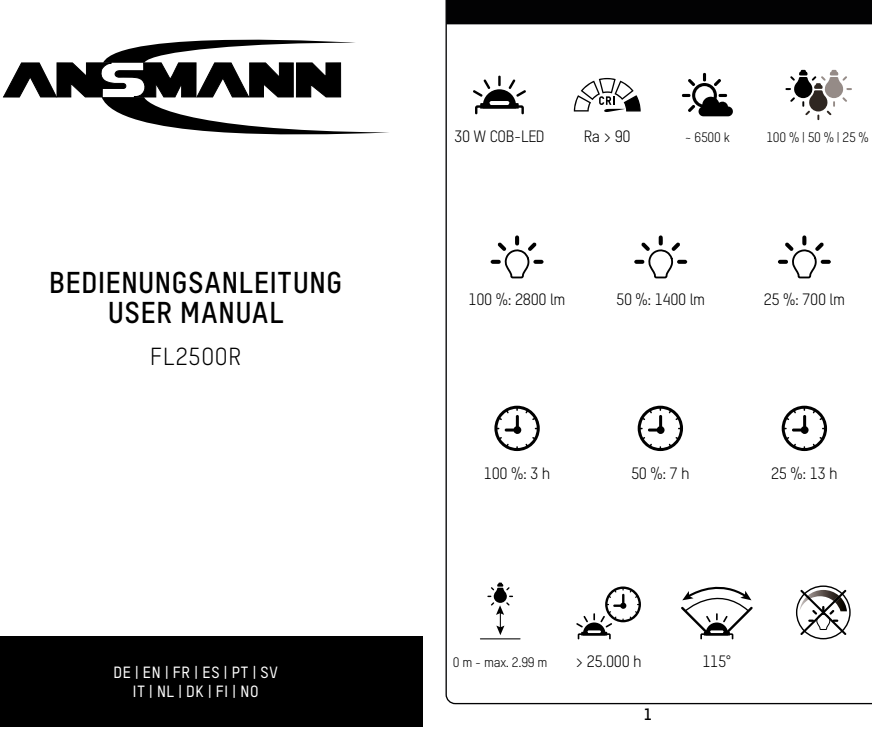 ANSMANN
BEDIENUNGSANLEITUNG
USER MANUAL
FL2500R
DE | EN | FR | ES | PT | SV
IT | NL | DK | FI | NO
CRI
30 W COB-LED
Ra > 90
~ 6500 k
100 % | 50 % | 25 %
100 %: 2800 lm
50 %: 1400 lm
25 %: 700 lm
100 %: 3 h
50 %: 7 h
25 %: 13 h
0 m - max. 2.99 m
> 25.000 h
115°
1